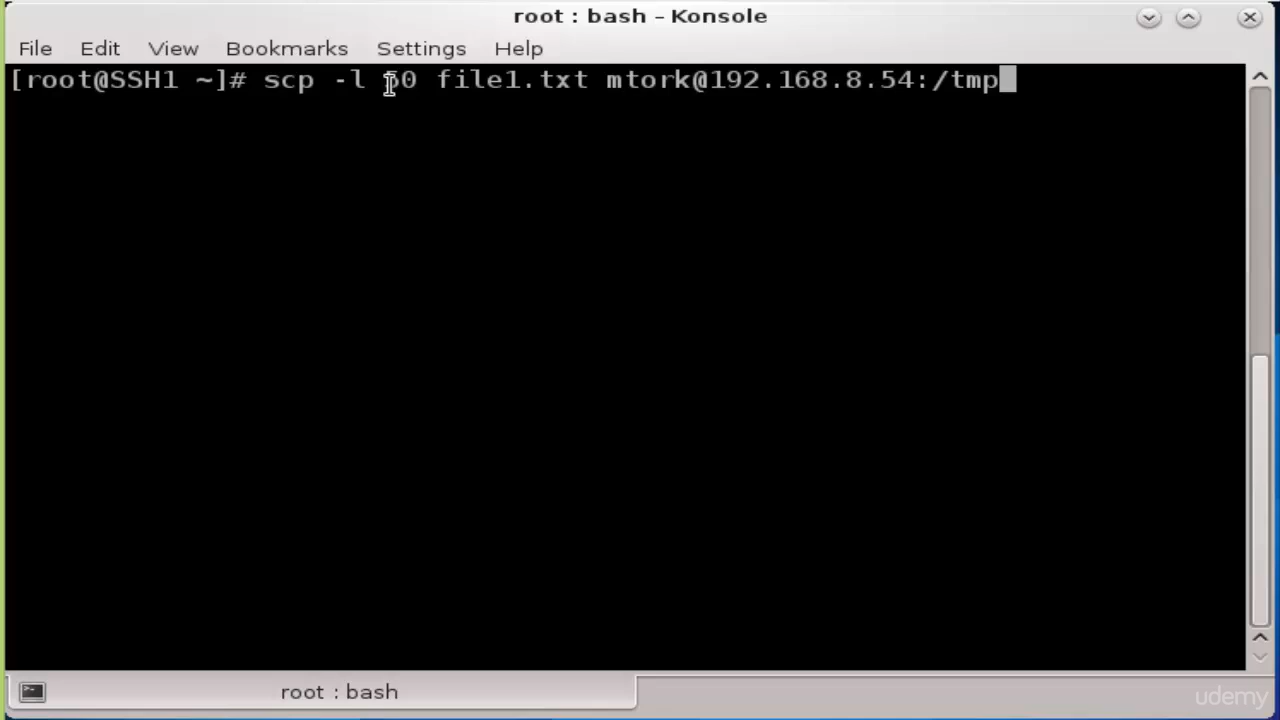 root : bash – Konsole
File Edit View Bookmarks Settings Help
[root@SSH1 ~]# scp -l 50 file1.txt mtork@192.168.8.54:/tmp
root : bash
udemy